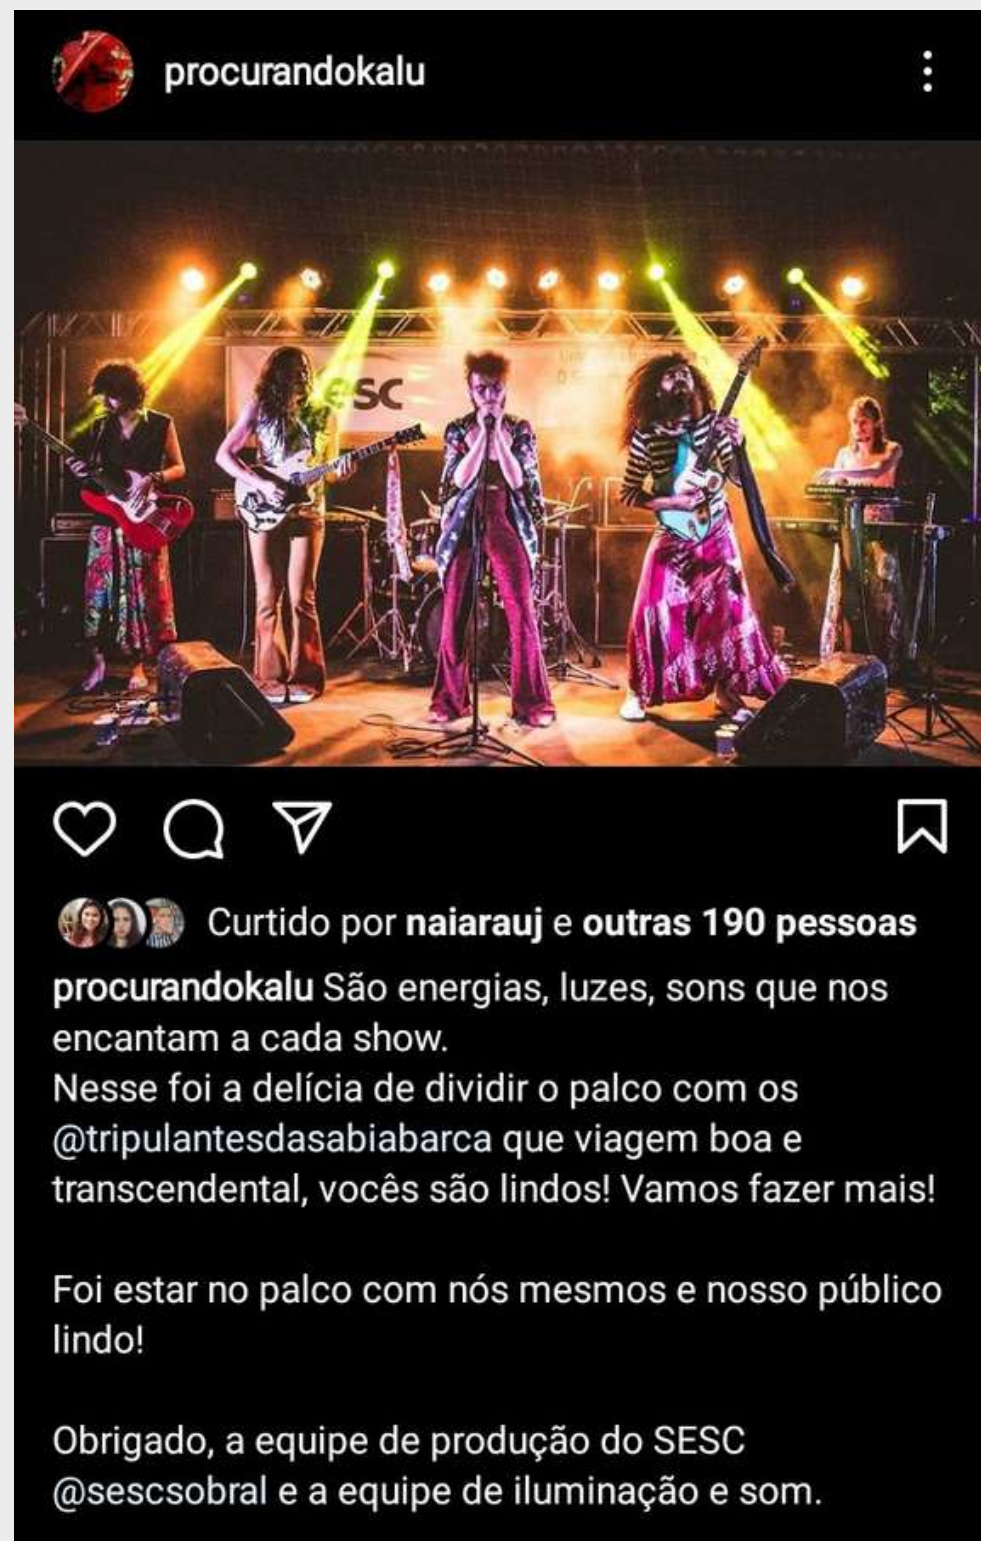 procurandokalu
esc
Curtido por naiarauj e outras 190 pessoas
procurandokalu São energias, luzes, sons que nos
encantam a cada show.
Nesse foi a delícia de dividir o palco com os
@tripulantesdasabiabarca que viagem boa e
transcendental, vocês são lindos! Vamos fazer mais!
Foi estar no palco com nós mesmos e nosso público
lindo!
Obrigado, a equipe de produção do SESC
@sescsobral e a equipe de iluminação e som.